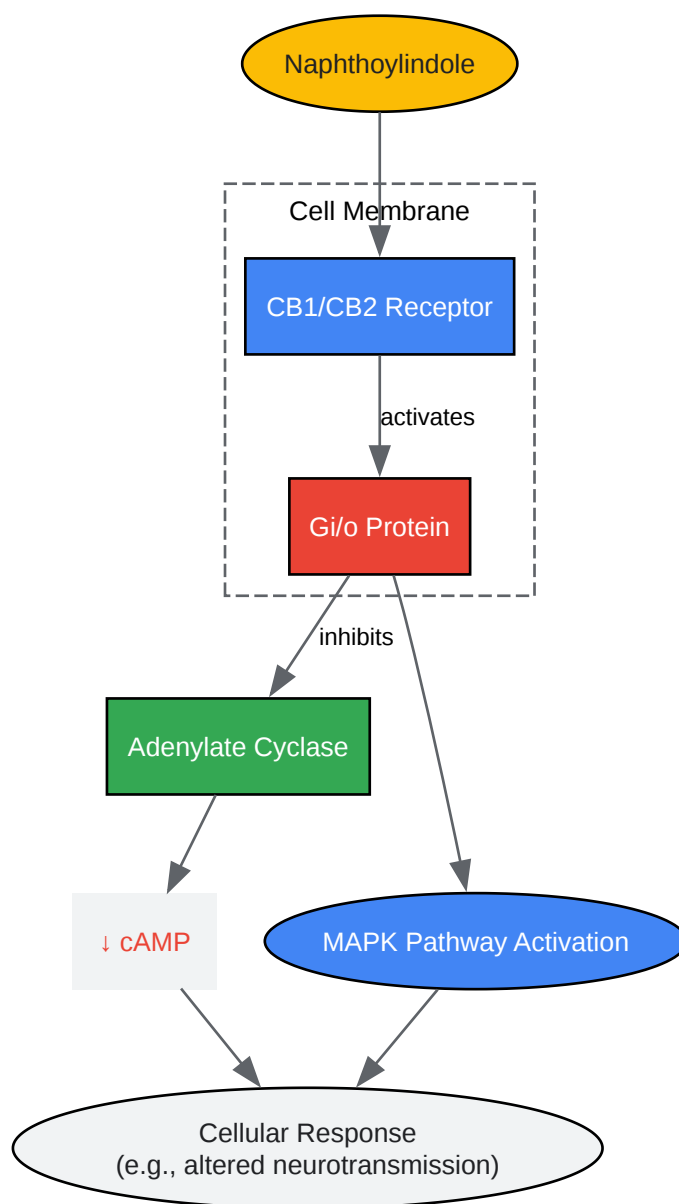 Naphthoylindole
Cell Membrane
CB1/CB2 Receptor
activates
Gi/o Protein
inhibits
Adenylate Cyclase
↓ cAMP
MAPK Pathway Activation
Cellular Response
(e.g., altered neurotransmission)